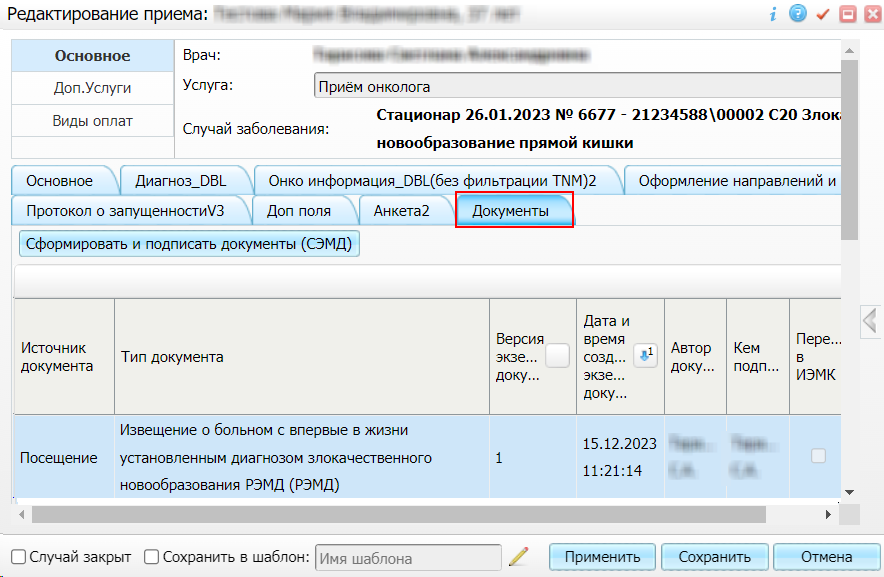 Редактирование приема:
Основное
Доп.Услуги
Виды оплат
Врач:
Услуга:
Приём онколога
Случай заболевания:
Стационар 26.01.2023 № 6677 - 21234588\00002 C20 Злока
новообразование прямой кишки
Основное
Диагноз_DBL
Онко информация_DBL(без фильтрации TNM)2
Оформление направлений и
Протокол о запущенностиV3
Доп поля
Анкета2
Документы
Сформировать и подписать документы (СЭМД)
Источник
документа
Тип документа
Версия
экзе...
доку...
Дата и
время
созд...
экзе...
доку...
1
Автор
доку...
Кем
подп...
Пере...
в
ИЭМК
Посещение
Извещение о больном с впервые в жизни
установленным диагнозом злокачественного
новообразования РЭМД (РЭМД)
1
15.12.2023
11:21:14
Случай закрыт
Сохранить в шаблон:
Имя шаблона
Применить
Сохранить
Отмена